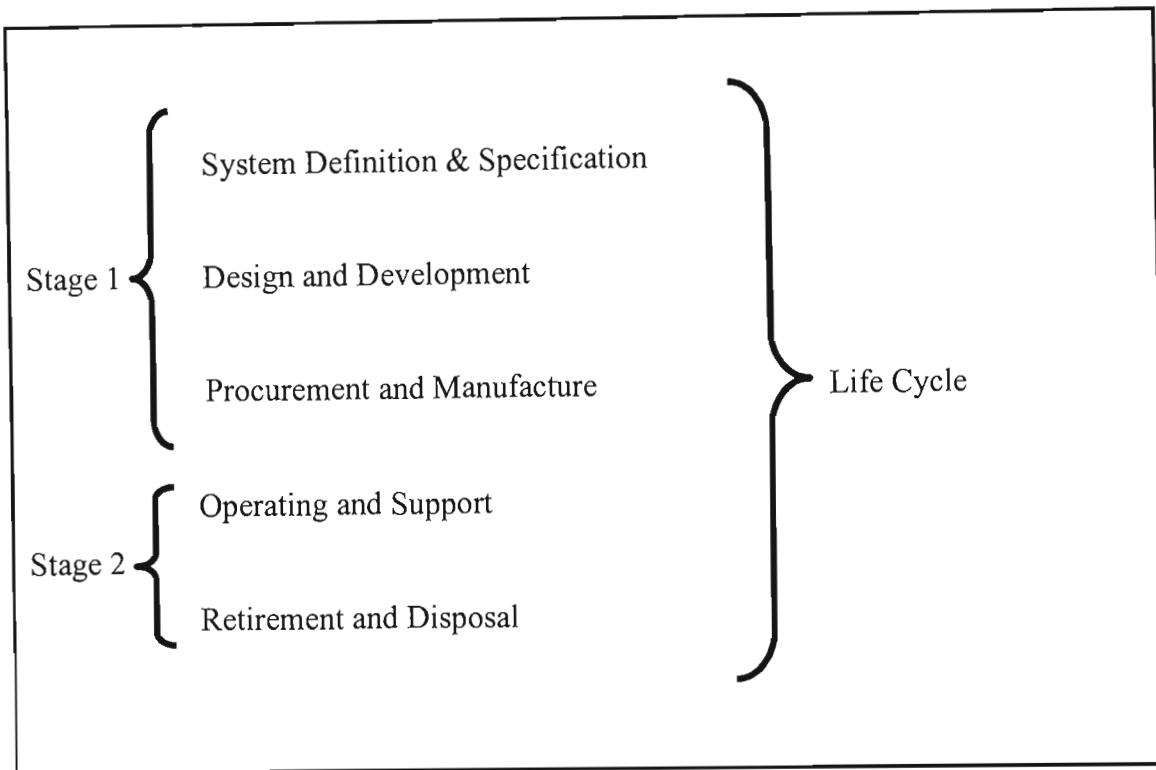 System Definition & Specification
Stage 1
Design and Development
Procurement and Manufacture
Life Cycle
Operating and Support
Stage 2
Retirement and Disposal